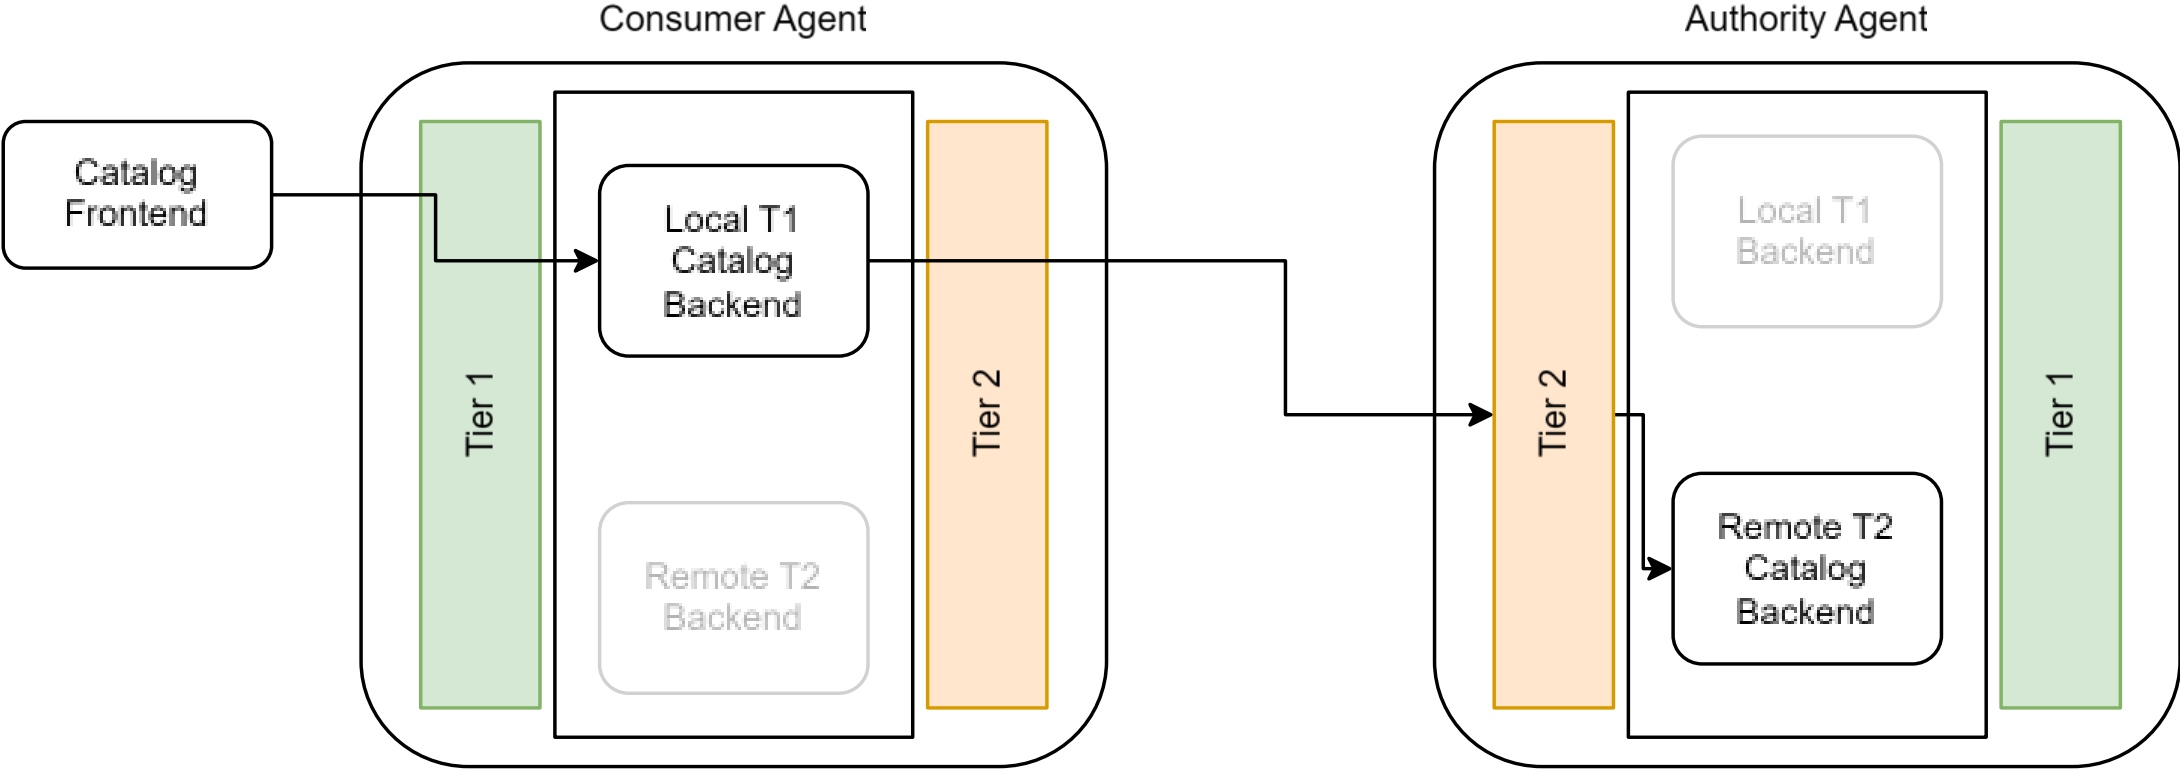 Consumer Agent
Authority Agent
Catalog
Frontend
Tier 1
Local T1
Catalog
Backend
Remote T2
Backend
Tier 2
Tier 2
Local T1
Backend
Remote T2
Catalog
Backend
Tier 1